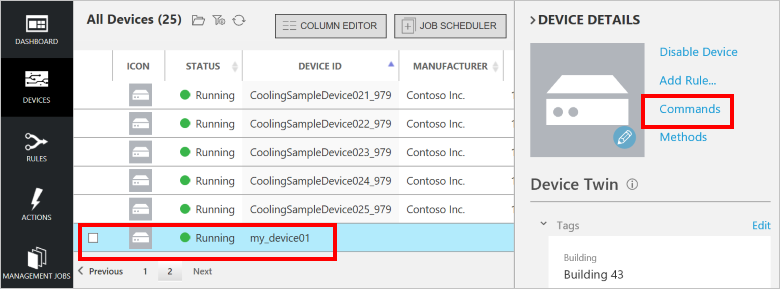 DASHBOARD
DEVICES
RULES
ACTIONS
MANAGEMENT JOBS
All Devices (25)
COLUMN EDITOR
JOB SCHEDULER
ICON STATUS DEVICE ID MANUFACTURER
Running CoolingSampleDevice021_979 Contoso Inc.
Running CoolingSampleDevice022_979 Contoso Inc.
Running CoolingSampleDevice023_979 Contoso Inc.
Running CoolingSampleDevice024_979 Contoso Inc.
Running CoolingSampleDevice025_979 Contoso Inc.
Running my_device01
Previous 1 2 Next
DEVICE DETAILS
Disable Device
Add Rule...
Commands
Methods
Device Twin
Tags Edit
Building
Building 43